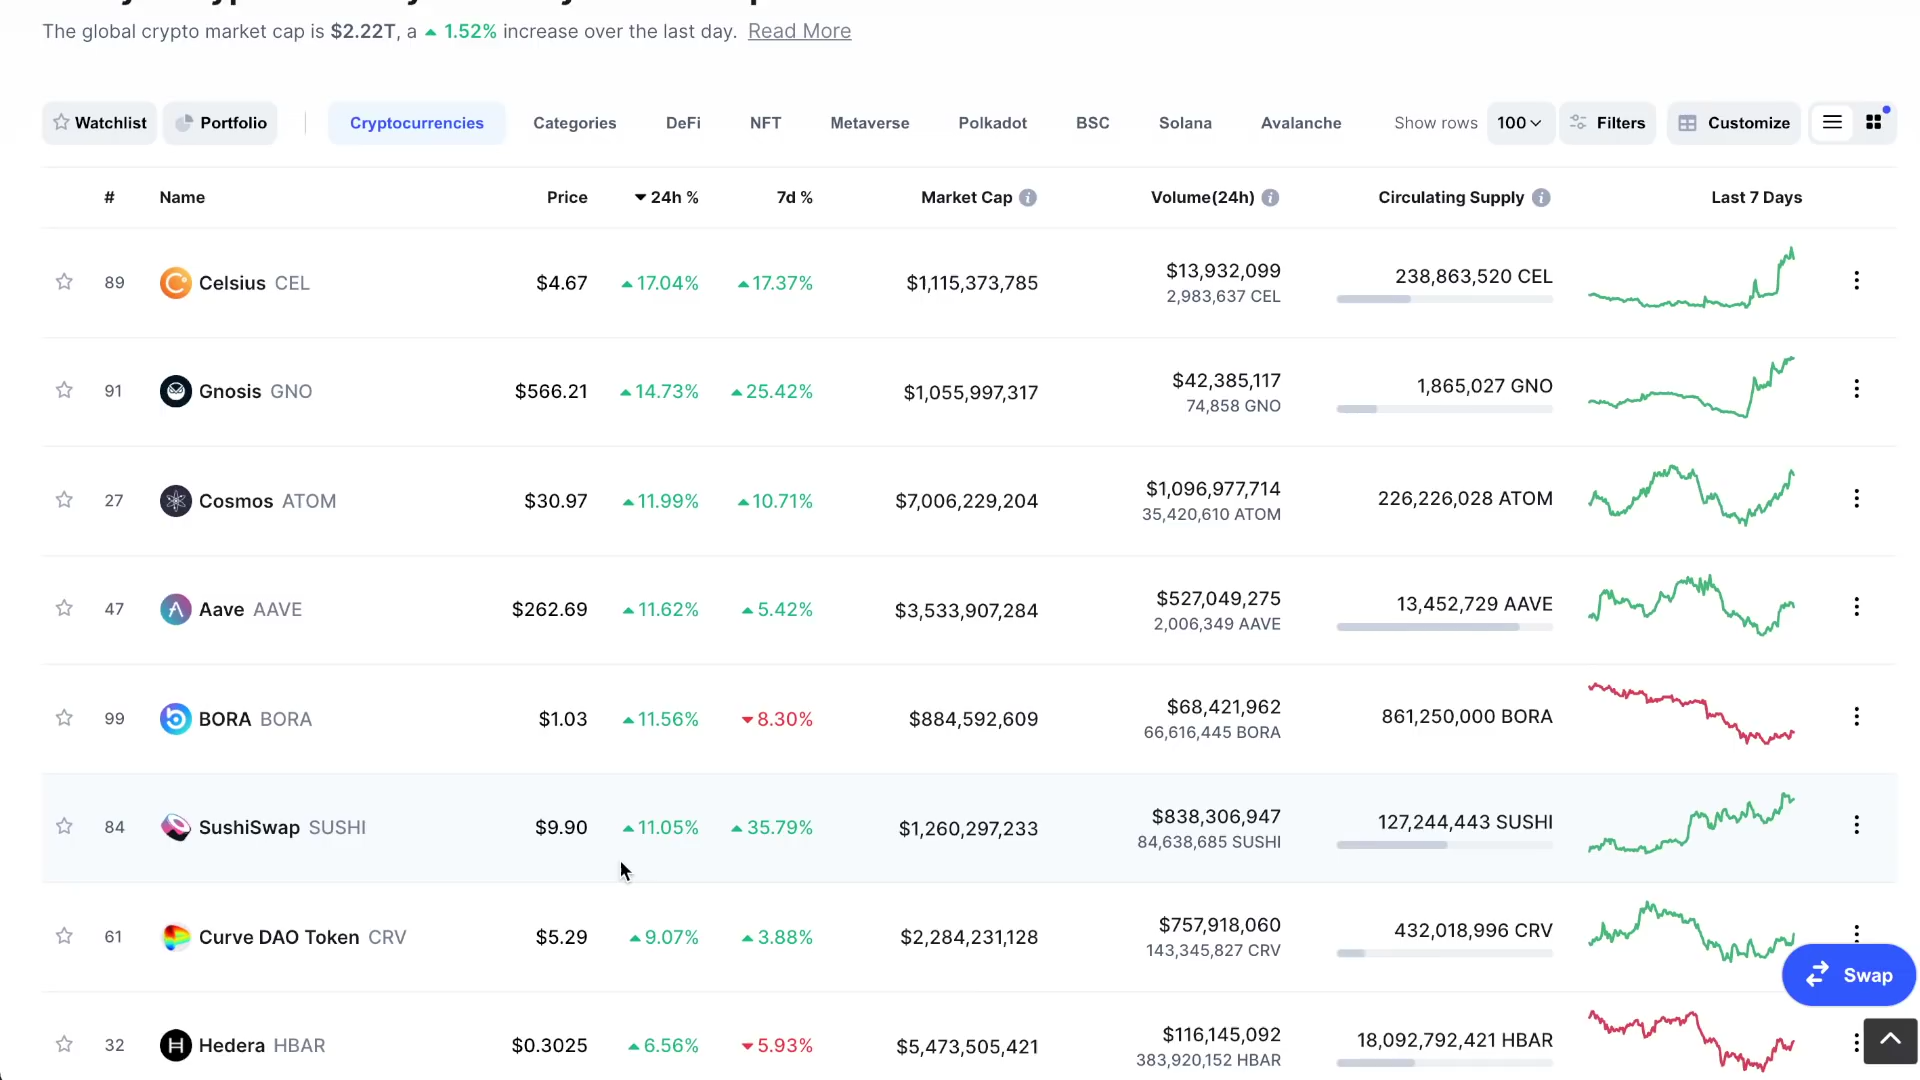 The global crypto market cap is $2.22T, a 1.52% increase over the last day. Read More
Watchlist Portfolio Cryptocurrencies Categories DeFi NFT Metaverse Polkadot BSC Solana Avalanche Show rows 100 Filters Customize
# Name Price 24h % 7d % Market Cap Volume(24h) Circulating Supply Last 7 Days
89 Celsius CEL $4.67 17.04% 17.37% $1,115,373,785 $13,932,099 238,863,520 CEL
2,983,637 CEL
91 Gnosis GNO $566.21 14.73% 25.42% $1,055,997,317 $42,385,117 1,865,027 GNO
74,858 GNO
27 Cosmos ATOM $30.97 11.99% 10.71% $7,006,229,204 $1,096,977,714 226,226,028 ATOM
35,420,610 ATOM
47 Aave AAVE $262.69 11.62% 5.42% $3,533,907,284 $527,049,275 13,452,729 AAVE
2,006,349 AAVE
99 BORA BORA $1.03 11.56% 8.30% $884,592,609 $68,421,962 861,250,000 BORA
66,616,445 BORA
84 SushiSwap SUSHI $9.90 11.05% 35.79% $1,260,297,233 $838,306,947 127,244,443 SUSHI
84,638,685 SUSHI
61 Curve DAO Token CRV $5.29 9.07% 3.88% $2,284,231,128 $757,918,060 432,018,996 CRV
143,345,827 CRV
Swap
32 Hedera HBAR $0.3025 6.56% 5.93% $5,473,505,421 $116,145,092 18,092,792,421 HBAR
383,920,152 HBAR